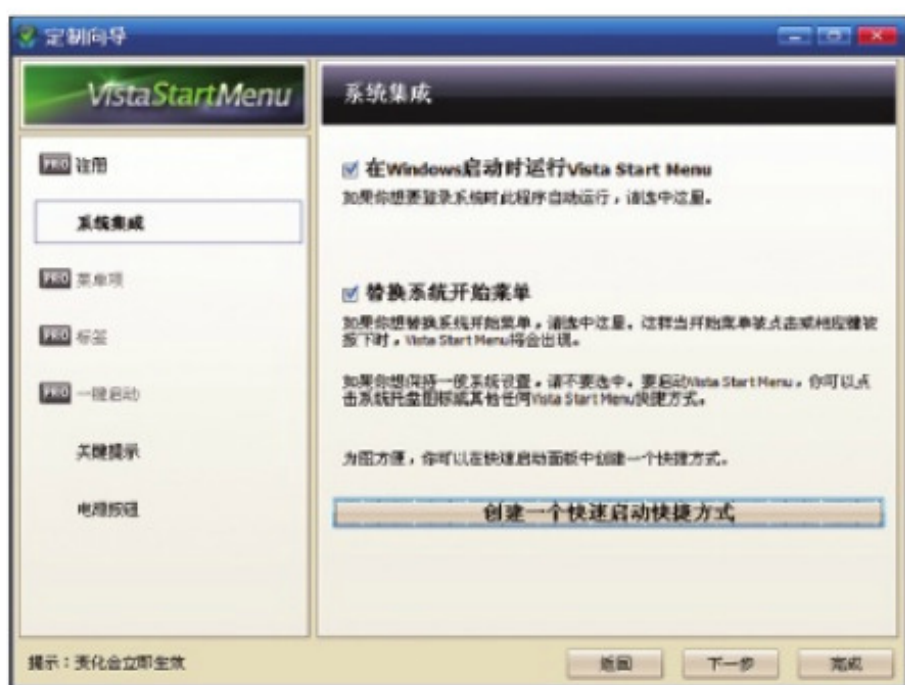 定制向导
VistaStartMenu
系统集成
PRO 注册
系统集成
PRO 菜单项
PRO 标签
PRO 一键启动
关键提示
电源按钮
在Windows启动时运行Vista Start Menu
如果你想要登录系统时此程序自动运行，请选中这里。
替换系统开始菜单
如果你想替换系统开始菜单，请选中这里。这样当开始菜单被点击或相应键被
按下时，Vista Start Menu将会出现。
如果你想保持一般系统设置，请不要选中。要启动Vista Start Menu，你可以点
击系统托盘图标或其他任何Vista Start Menu快捷方式。
为图方便，你可以在快速启动面板中创建一个快捷方式。
创建一个快速启动快捷方式
提示：变化会立即生效
返回
下一步
完成